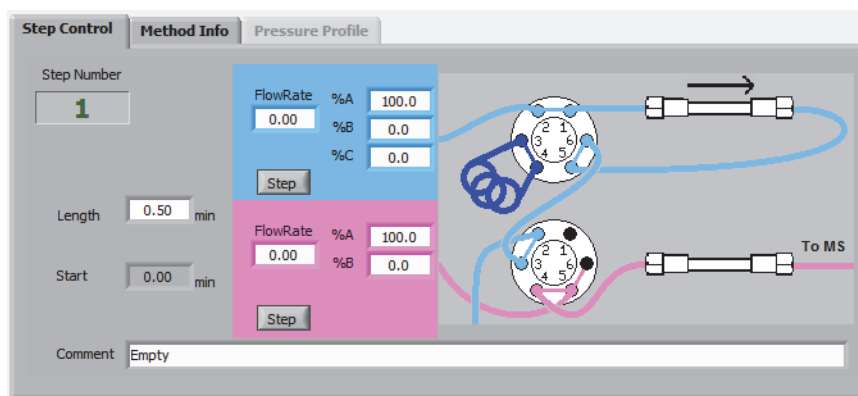 Step Control Method Info Pressure Profile
Step Number
1
FlowRate %A 100.0
0.00 %B 0.0
%C 0.0
Step
2 1
3 6
4 5
Length 0.50 min
FlowRate %A 100.0
0.00 %B 0.0
Start 0.00 min
Step
2 1
3 6
4 5
To MS
Comment Empty